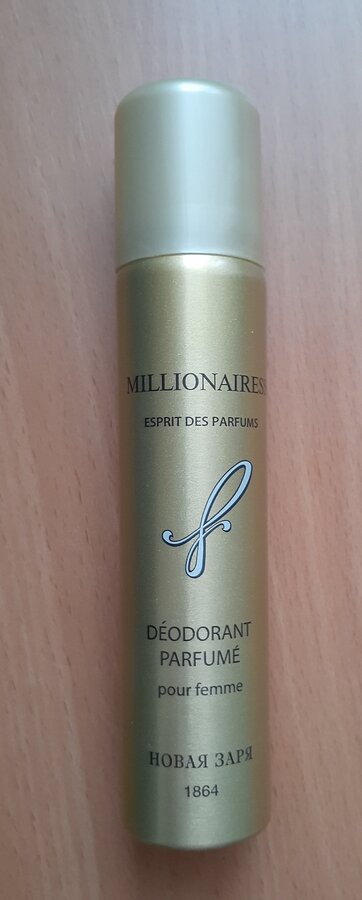 MILLIONAIRESS
ESPRIT DES PARFUMS
DÉODORANT
PARFUMÉ
pour femme
НОВАЯ ЗАРЯ
1864